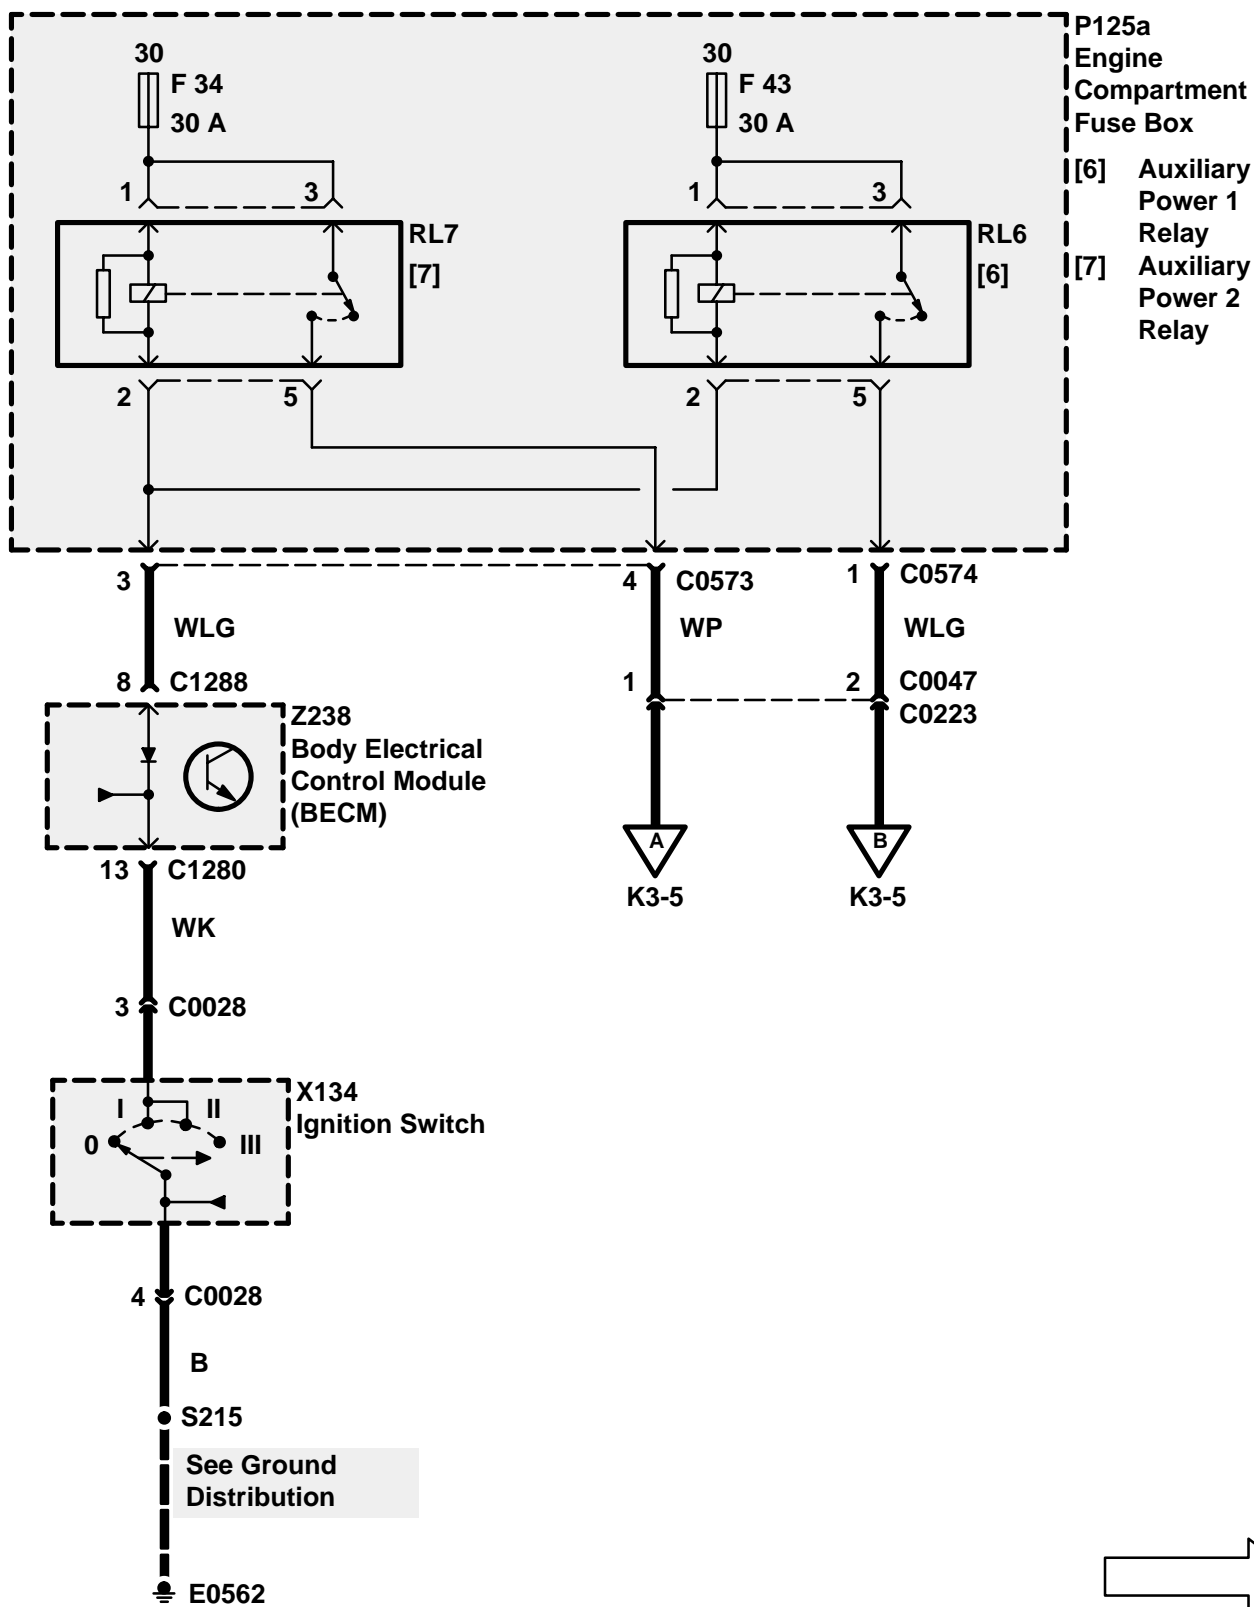 P125a
Engine
Compartment
Fuse Box
[6] Auxiliary
Power 1
Relay
[7] Auxiliary
Power 2
Relay
30
F 34
30 A
30
F 43
30 A
1
3
1
3
RL7
[7]
RL6
[6]
2
5
2
5
3
4
C0573
1
C0574
WLG
WP
WLG
8
C1288
1
2
C0047
C0223
Z238
Body Electrical
Control Module
(BECM)
A
B
K3-5
K3-5
13
C1280
WK
3
C0028
X134
Ignition Switch
I
II
0
III
4
C0028
B
S215
See Ground
Distribution
E0562